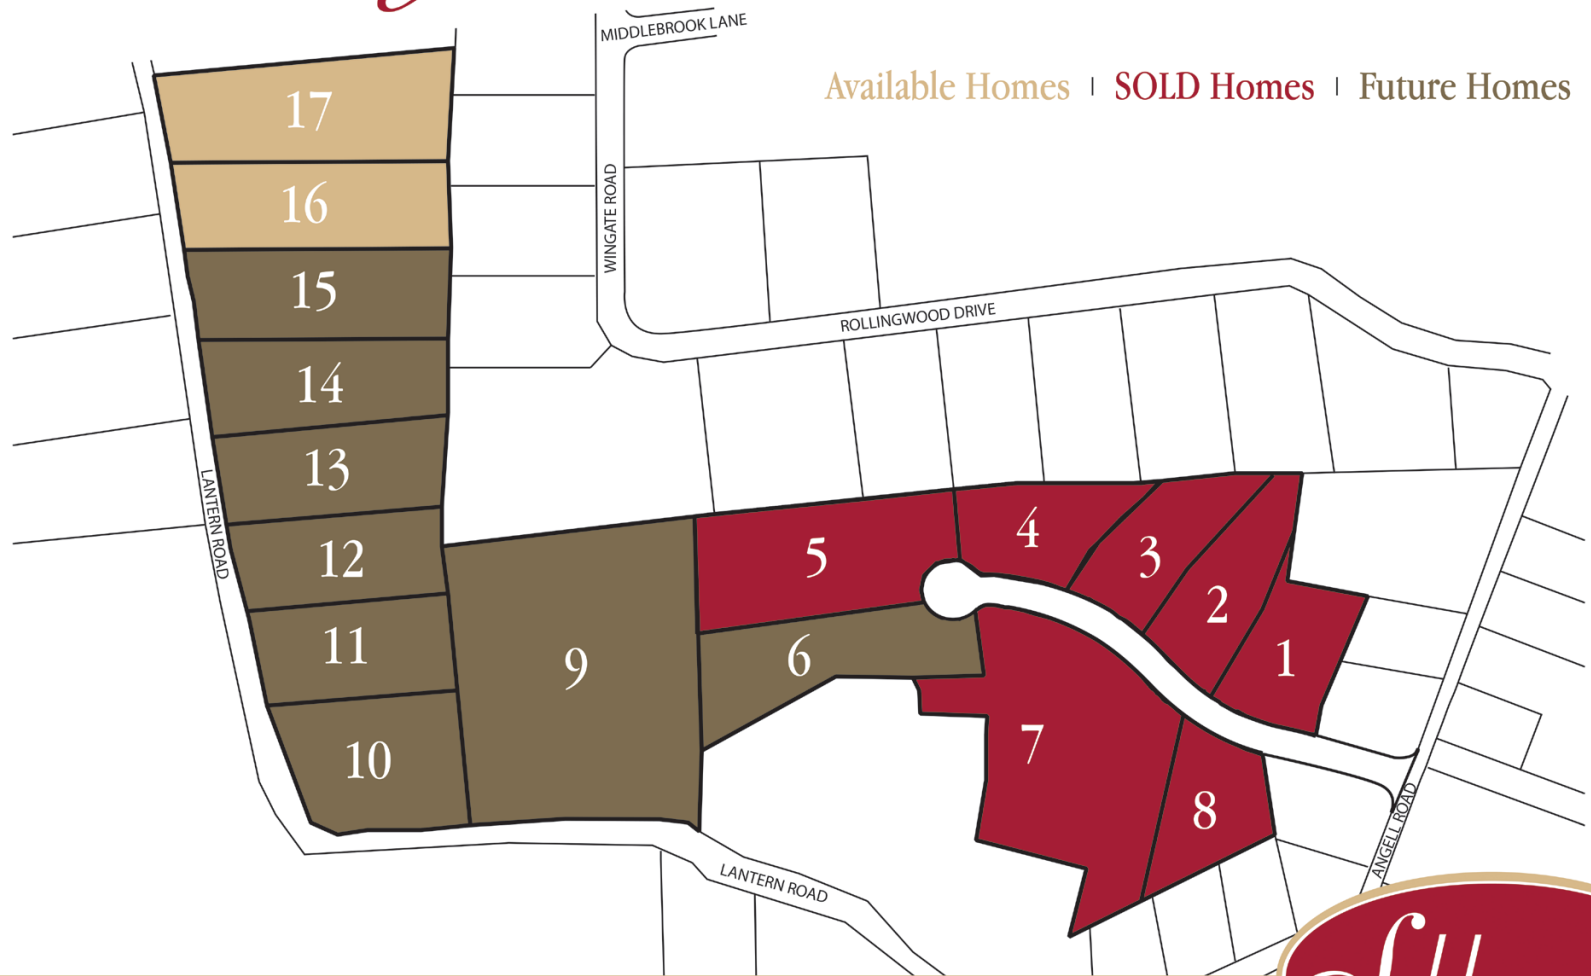 MIDDLEBROOK LANE
Available Homes | SOLD Homes | Future Homes
17
16
WINGATE ROAD
15
ROLLINGWOOD DRIVE
14
13
LANTERN ROAD
12
5
4
3
2
1
11
9
6
7
10
8
ANGELL ROAD
LANTERN ROAD